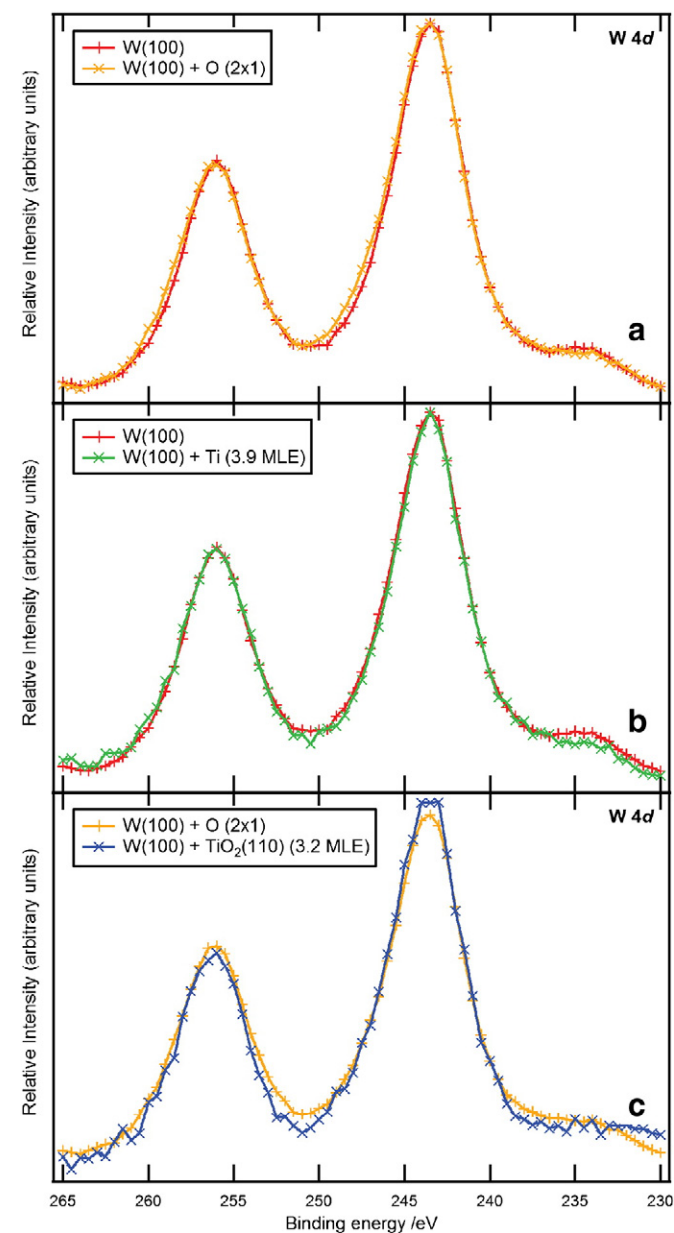 W 4d
W(100)
W(100) + O (2x1)
Relative Intensity (arbitrary units)
a
W(100)
W(100) + Ti (3.9 MLE)
Relative Intensity (arbitrary units)
b
W 4d
W(100) + O (2x1)
W(100) + TiO₂(110) (3.2 MLE)
Relative Intensity (arbitrary units)
c
265 260 255 250 245 240 235 230
Binding energy /eV